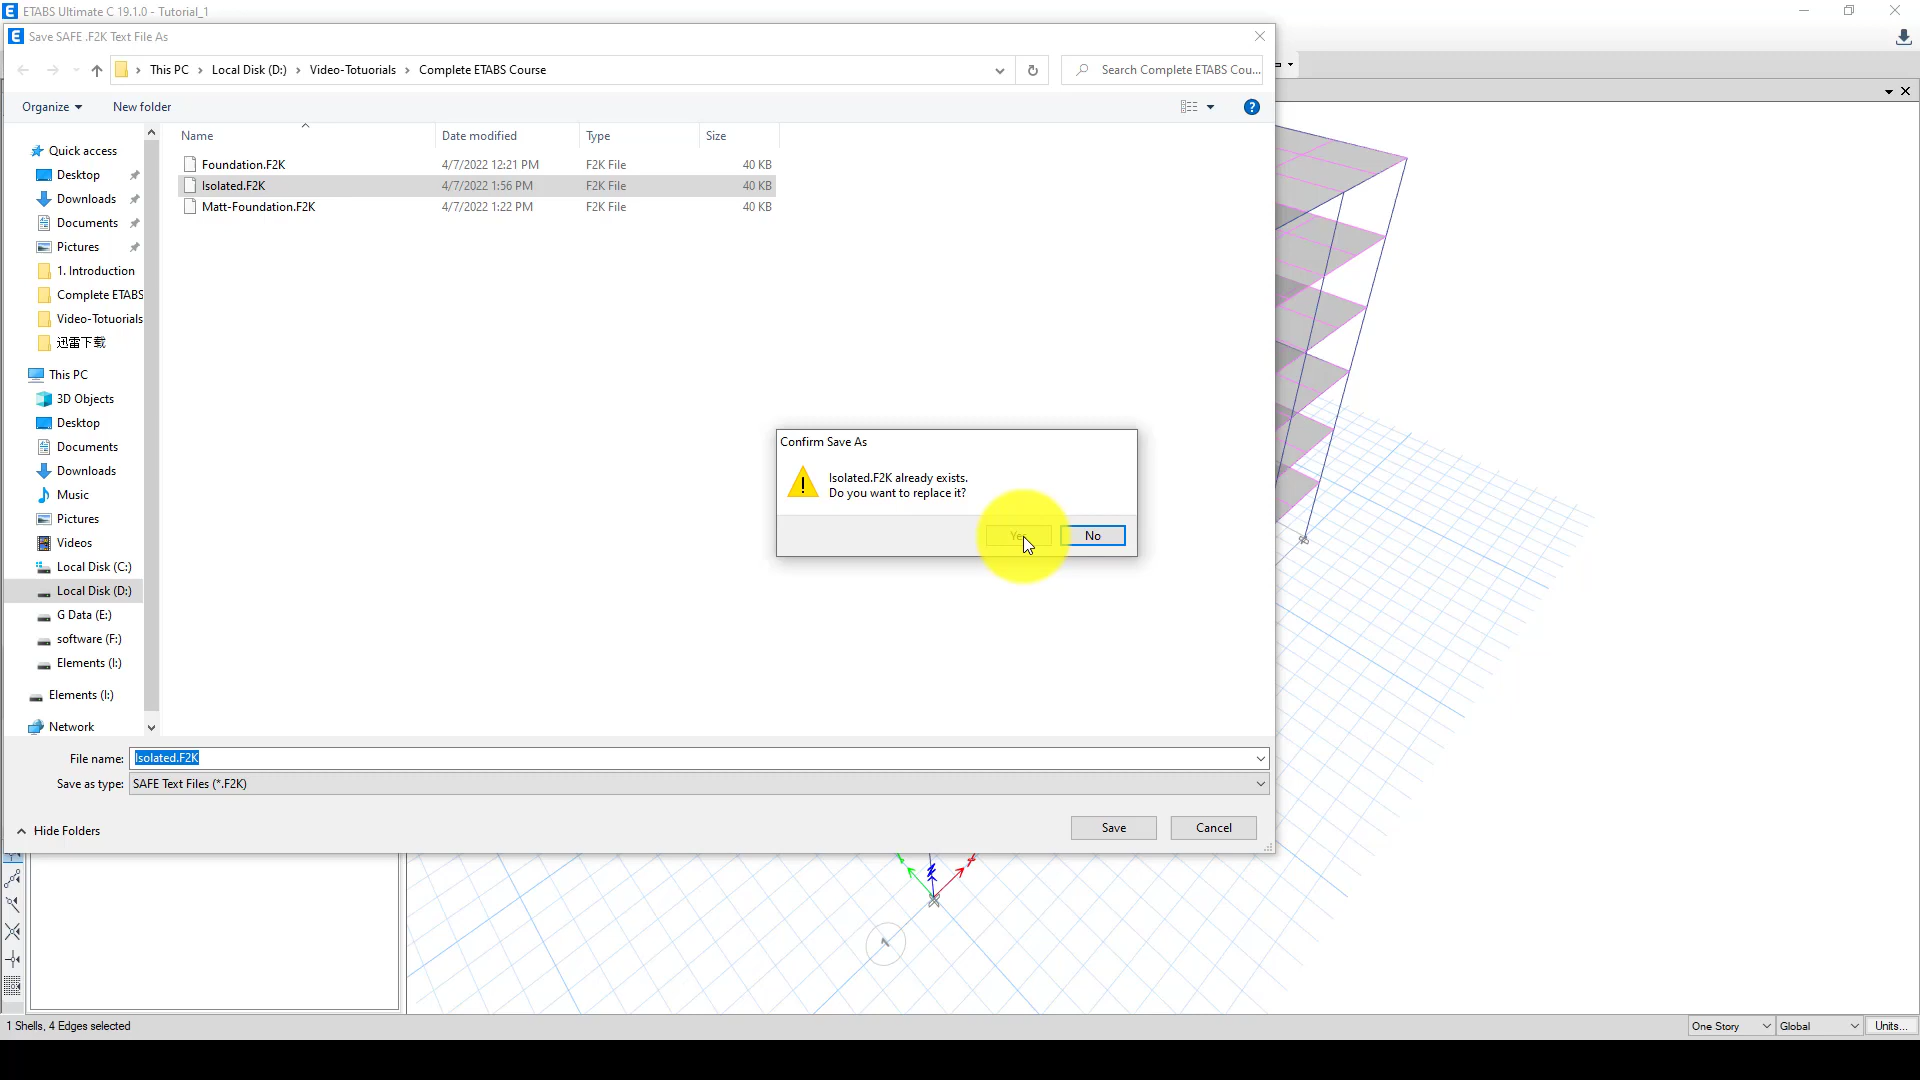 ETABS Ultimate C 19.1.0 - Tutorial_1
Save SAFE .F2K Text File As
This PC > Local Disk (D:) > Video-Totuorials > Complete ETABS Course
Search Complete ETABS Cou...
Organize
New folder
Name Date modified Type Size
Foundation.F2K 4/7/2022 12:21 PM F2K File 40 KB
Isolated.F2K 4/7/2022 1:56 PM F2K File 40 KB
Matt-Foundation.F2K 4/7/2022 1:22 PM F2K File 40 KB
Quick access
Desktop
Downloads
Documents
Pictures
1. Introduction
Complete ETABS
Video-Totuorials
迅雷下载
This PC
3D Objects
Desktop
Documents
Downloads
Music
Pictures
Videos
Local Disk (C:)
Local Disk (D:)
G Data (E:)
software (F:)
Elements (I:)
Elements (I:)
Network
Confirm Save As
Isolated.F2K already exists.
Do you want to replace it?
Yes
No
File name: Isolated.F2K
Save as type: SAFE Text Files (*.F2K)
Hide Folders
Save
Cancel
1 Shells, 4 Edges selected
One Story
Global
Units...